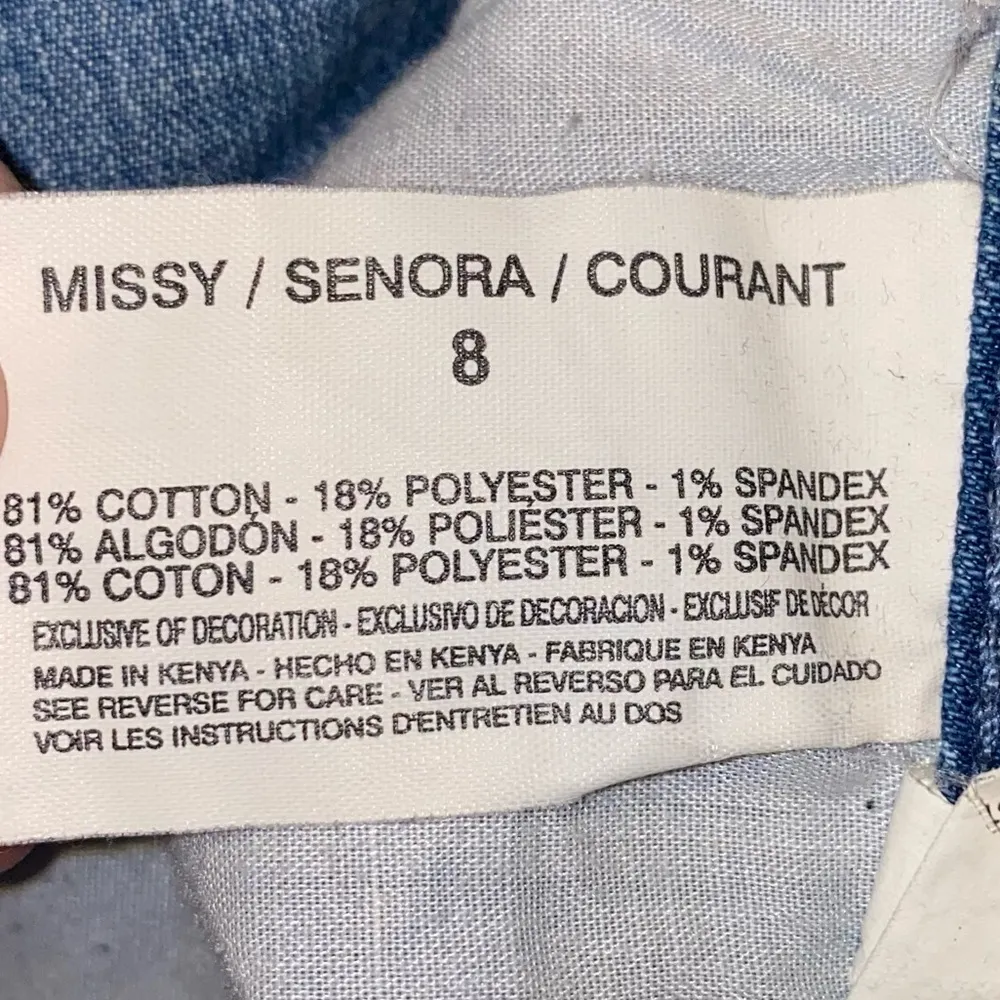 MISSY / SENORA / COURANT
8
81% COTTON - 18% POLYESTER - 1% SPANDEX
81% ALGODÓN - 18% POLIÉSTER - 1% SPANDEX
81% COTON - 18% POLYESTER - 1% SPANDEX
EXCLUSIVE OF DECORATION - EXCLUSIVO DE DECORACION - EXCLUSIF DE DÉCOR
MADE IN KENYA - HECHO EN KENYA - FABRIQUE EN KENYA
SEE REVERSE FOR CARE - VER AL REVERSO PARA EL CUIDADO
VOIR LES INSTRUCTIONS D'ENTRETIEN AU DOS